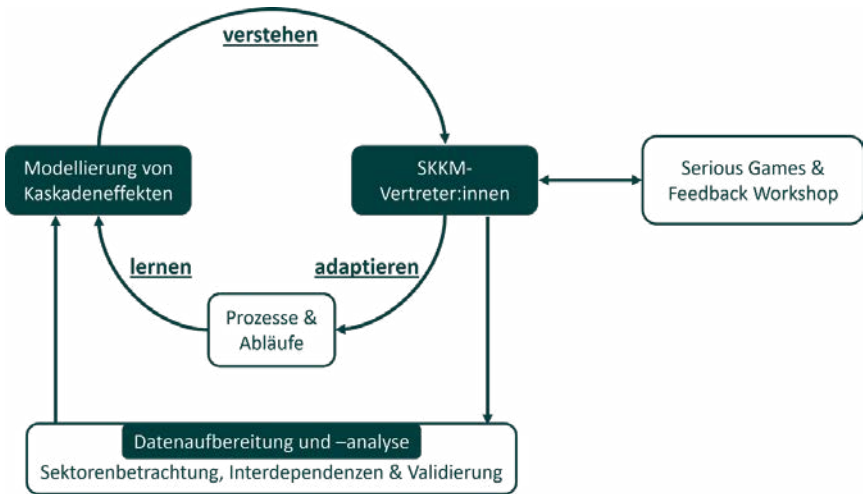 verstehen
Modellierung von
Kaskadeneffekten
SKKM-
Vertreter:innen
Serious Games &
Feedback Workshop
lernen
adaptieren
Prozesse &
Abläufe
Datenaufbereitung und –analyse
Sektorenbetrachtung, Interdependenzen & Validierung